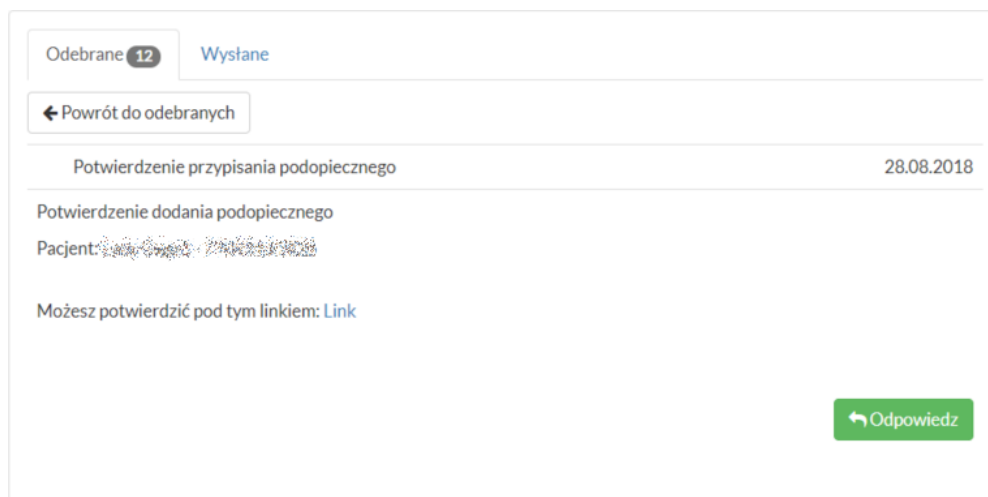 Odebrane 12 Wysłane
Powrót do odebranych
Potwierdzenie przypisania podopiecznego 28.08.2018
Potwierdzenie dodania podopiecznego
Pacjent:
Możesz potwierdzić pod tym linkiem: Link
Odpowiedz